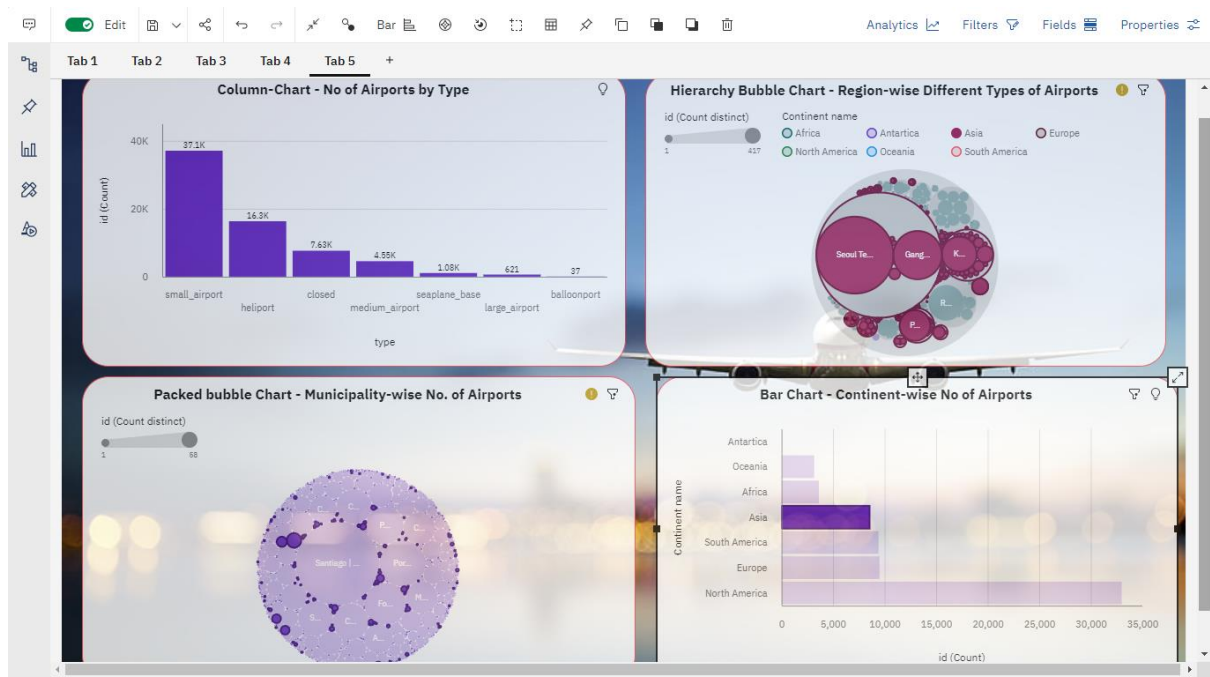 Edit Bar Analytics Filters Fields Properties
Tab 1 Tab 2 Tab 3 Tab 4 Tab 5 +
Column-Chart - No of Airports by Type
id (Count)
40K
20K
0
37.1K
16.3K
7.63K
4.55K
1.08K
621
37
small_airport
heliport
closed
medium_airport
seaplane_base
large_airport
balloonport
type
Hierarchy Bubble Chart - Region-wise Different Types of Airports
id (Count distinct)
1 417
Continent name
Africa Antartica Asia Europe
North America Oceania South America
Seoul Te... Gang... K...
R...
P...
Packed bubble Chart - Municipality-wise No. of Airports
id (Count distinct)
1 68
C... C...
P... C...
Santiago |... Por...
Fo... M...
S... C...
A...
Bar Chart - Continent-wise No of Airports
Continent name
Antartica
Oceania
Africa
Asia
South America
Europe
North America
0 5,000 10,000 15,000 20,000 25,000 30,000 35,000
id (Count)